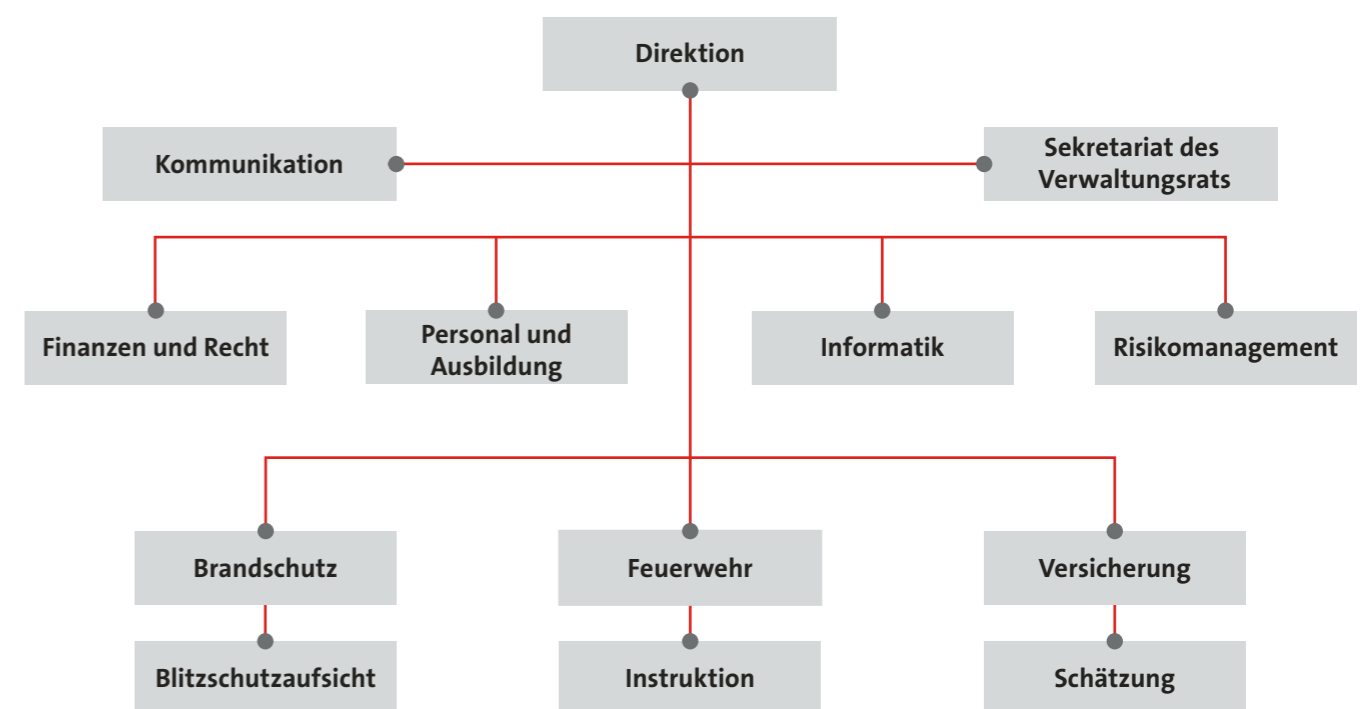 Direktion
Kommunikation
Sekretariat des
Verwaltungsrats
Finanzen und Recht
Personal und
Ausbildung
Informatik
Risikomanagement
Brandschutz
Feuerwehr
Versicherung
Blitzschutzaufsicht
Instruktion
Schätzung